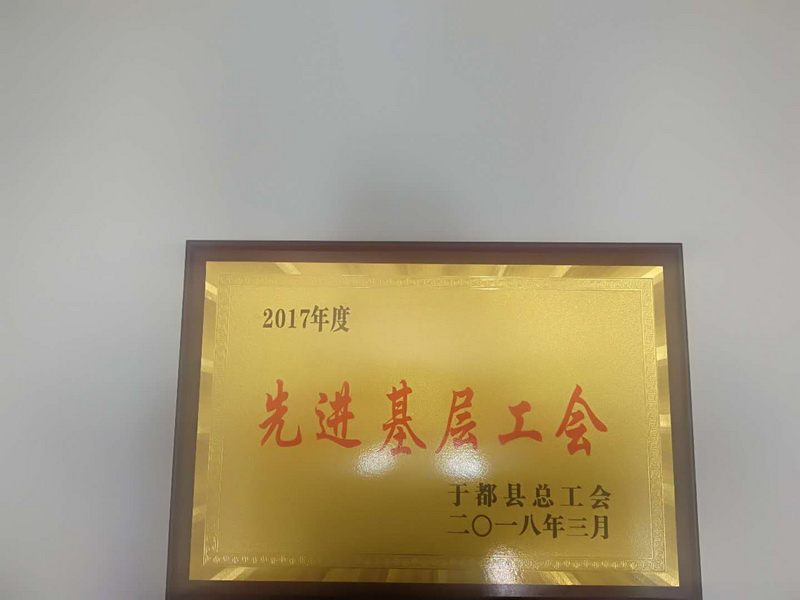 2017年度
先进基层工会
于都县总工会
二〇一八年三月